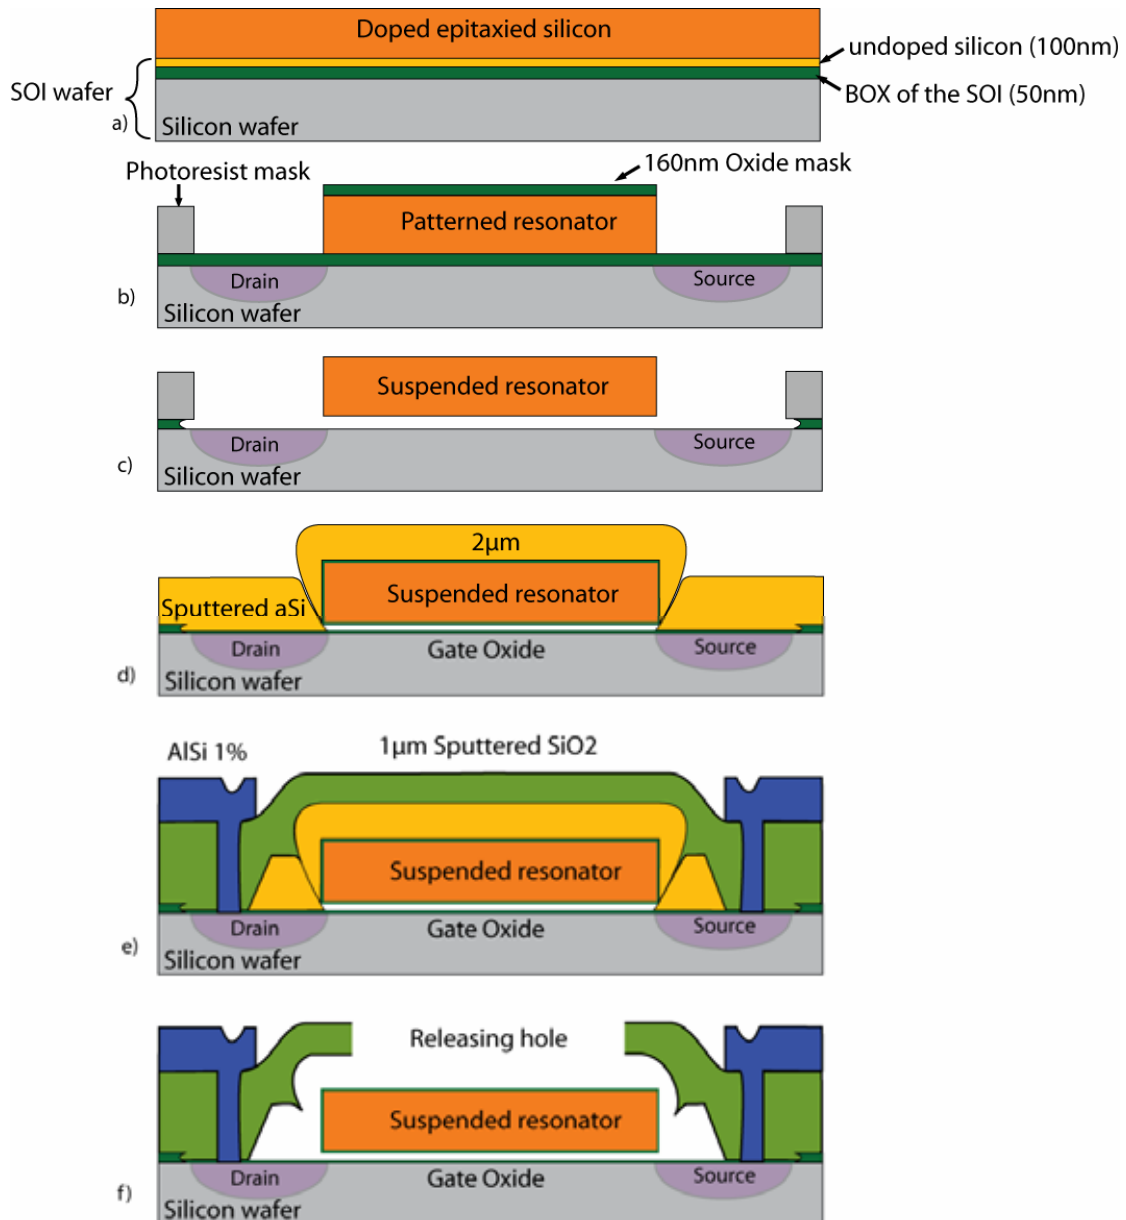 Doped epitaxied silicon
undoped silicon (100nm)
SOI wafer
BOX of the SOI (50nm)
a)
Silicon wafer
Photoresist mask
160nm Oxide mask
Patterned resonator
Drain
Source
b)
Silicon wafer
Suspended resonator
Drain
Source
c)
Silicon wafer
2µm
Suspended resonator
Sputtered aSi
Drain
Gate Oxide
Source
d)
Silicon wafer
AlSi 1%
1µm Sputtered SiO2
Suspended resonator
Drain
Gate Oxide
Source
e)
Silicon wafer
Releasing hole
Suspended resonator
Drain
Gate Oxide
Source
f)
Silicon wafer